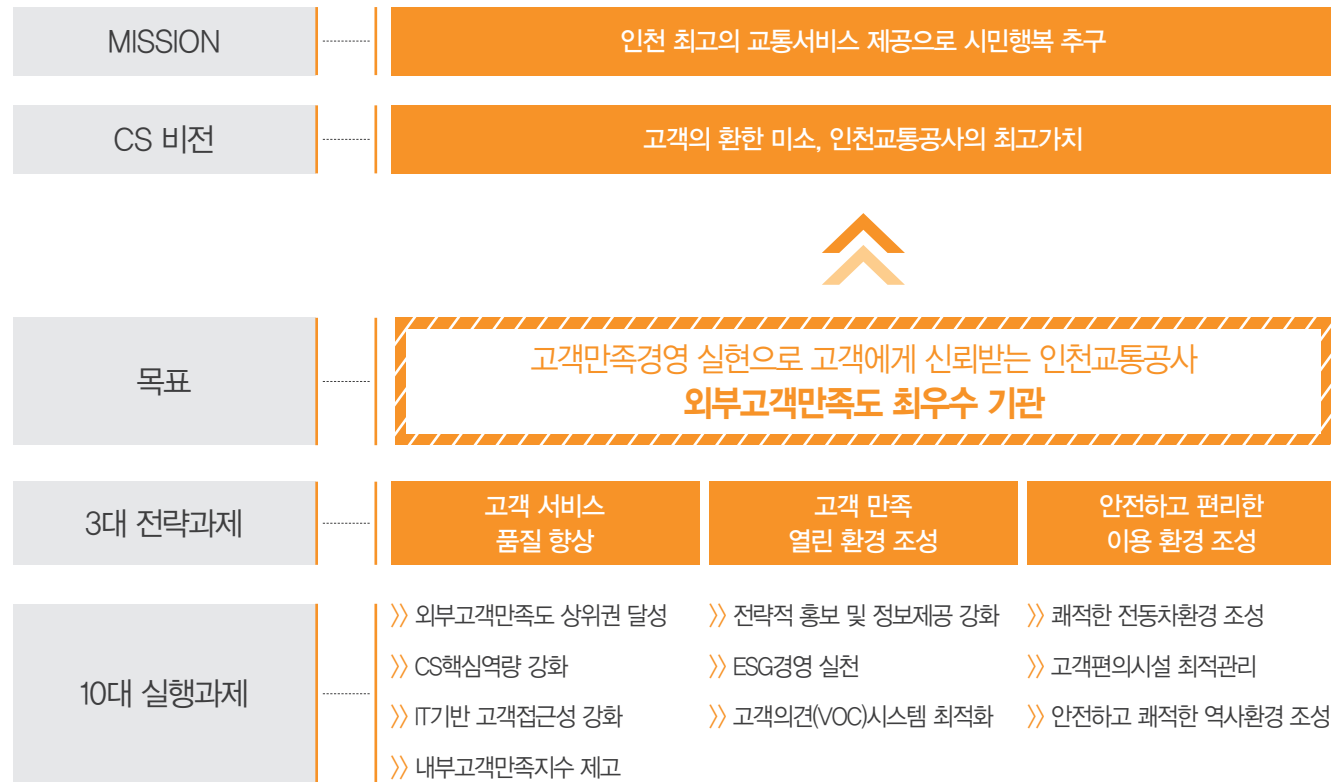 MISSION
인천 최고의 교통서비스 제공으로 시민행복 추구
CS 비전
고객의 환한 미소, 인천교통공사의 최고가치
목표
고객만족경영 실현으로 고객에게 신뢰받는 인천교통공사
외부고객만족도 최우수 기관
3대 전략과제
고객 서비스
품질 향상
고객 만족
열린 환경 조성
안전하고 편리한
이용 환경 조성
10대 실행과제
》 외부고객만족도 상위권 달성
》 CS핵심역량 강화
》 IT기반 고객접근성 강화
》 내부고객만족지수 제고
》 전략적 홍보 및 정보제공 강화
》 ESG경영 실천
》 고객의견(VOC)시스템 최적화
》 쾌적한 전동차환경 조성
》 고객편의시설 최적관리
》 안전하고 쾌적한 역사환경 조성